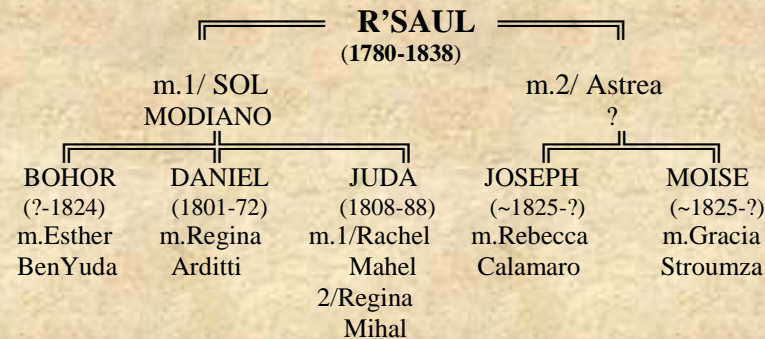 R'SAUL
(1780-1838)
m.1/ SOL m.2/ Astrea
MODIANO ?
BOHOR DANIEL JUDA JOSEPH MOISE
(?-1824) (1801-72) (1808-88) (~1825-?) (~1825-?)
m.Esther m.Regina m.1/Rachel m.Rebecca m.Gracia
BenYuda Arditti Mahel Calamaro Stroumza
2/Regina
Mihal